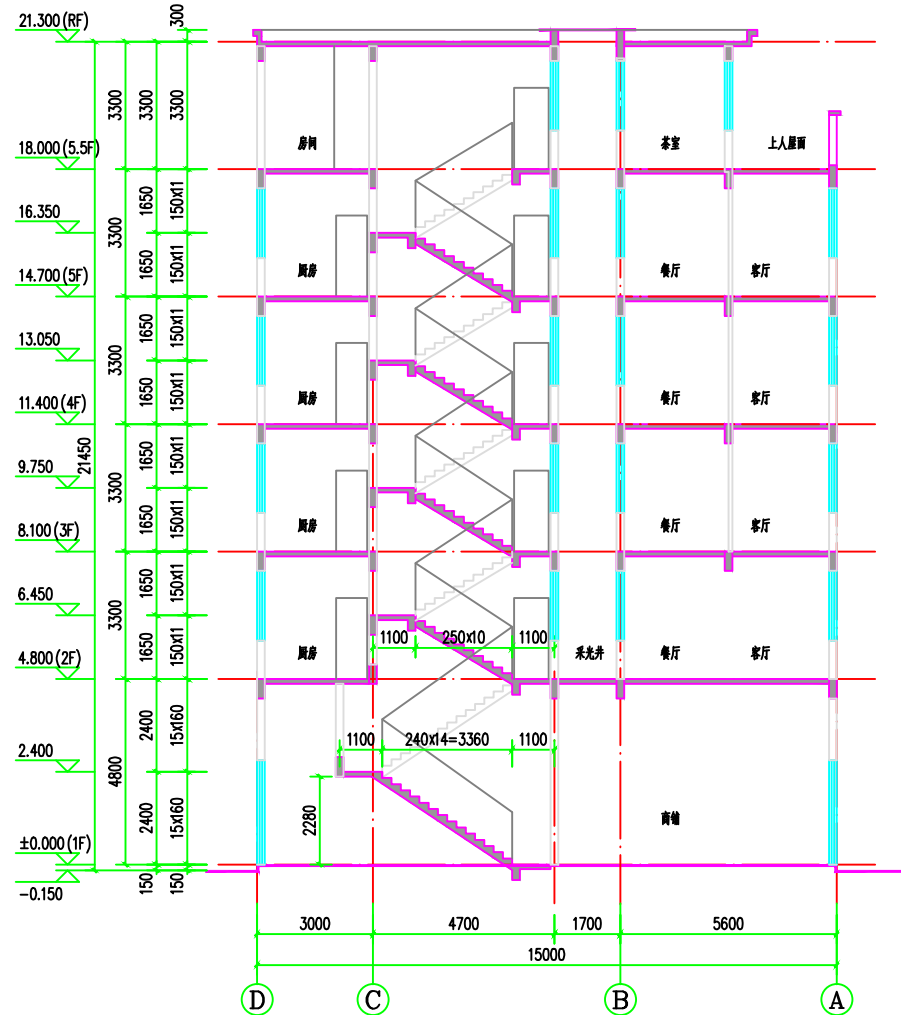 21.300(RF)
300
3300
3300
3300
房间
茶室
上人屋面
18.000(5.5F)
1650
150x11
16.350
3300
1650
150x11
厨房
餐厅
客厅
14.700(5F)
1650
150x11
13.050
3300
1650
150x11
厨房
餐厅
客厅
11.400(4F)
21450
1650
150x11
9.750
3300
1650
150x11
厨房
餐厅
客厅
8.100(3F)
1650
150x11
6.450
3300
1650
150x11
1100
250x10
1100
厨房
采光井
餐厅
客厅
4.800(2F)
2400
15x160
1100
240x14=3360
1100
2.400
4800
2400
15x160
2280
商铺
±0.000(1F)
150
150
-0.150
3000
4700
1700
5600
15000
D
C
B
A